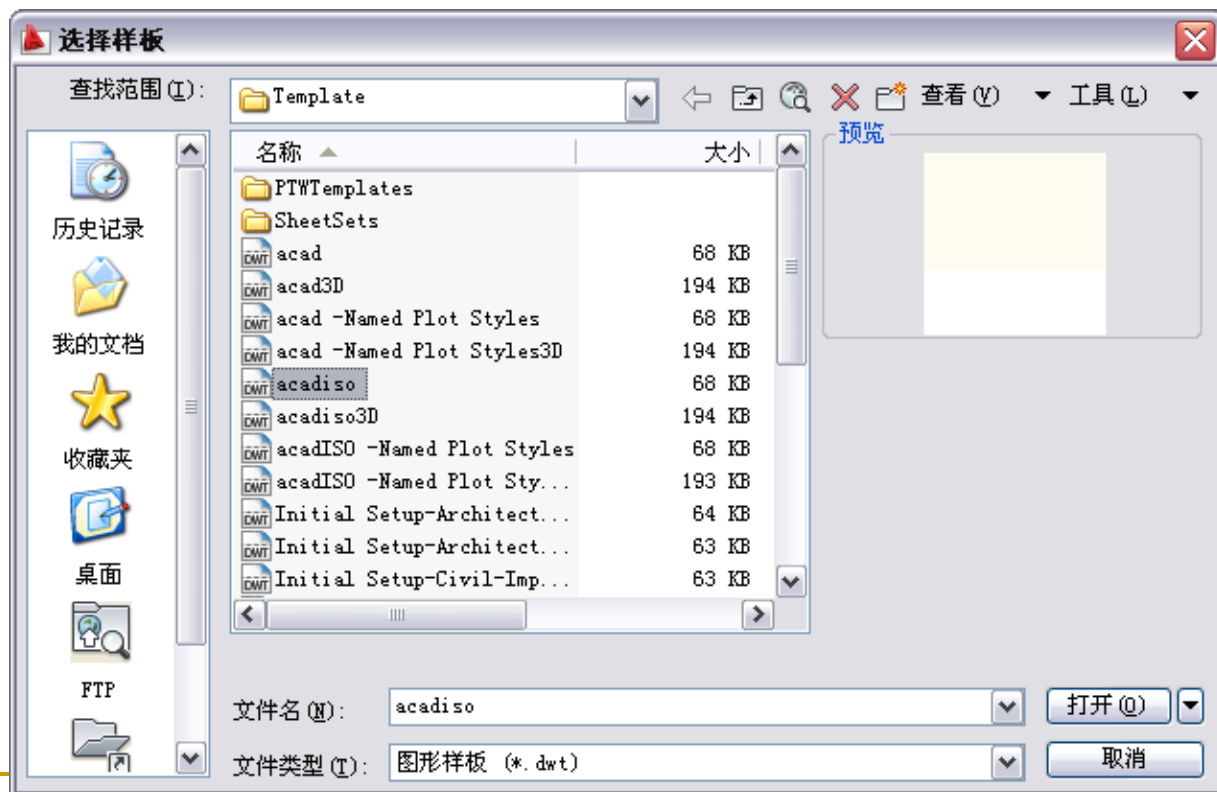 选择样板
查找范围(I):
Template
查看(V)
工具(L)
名称
大小
预览
PTWTemplates
SheetSets
acad 68 KB
acad3D 194 KB
acad -Named Plot Styles 68 KB
acad -Named Plot Styles3D 194 KB
acadiso 68 KB
acadiso3D 194 KB
acadISO -Named Plot Styles 68 KB
acadISO -Named Plot Sty... 193 KB
Initial Setup-Architect... 64 KB
Initial Setup-Architect... 63 KB
Initial Setup-Civil-Imp... 63 KB
历史记录
我的文档
收藏夹
桌面
FTP
文件名(N):
acadiso
打开(O)
文件类型(T):
图形样板 (*.dwt)
取消